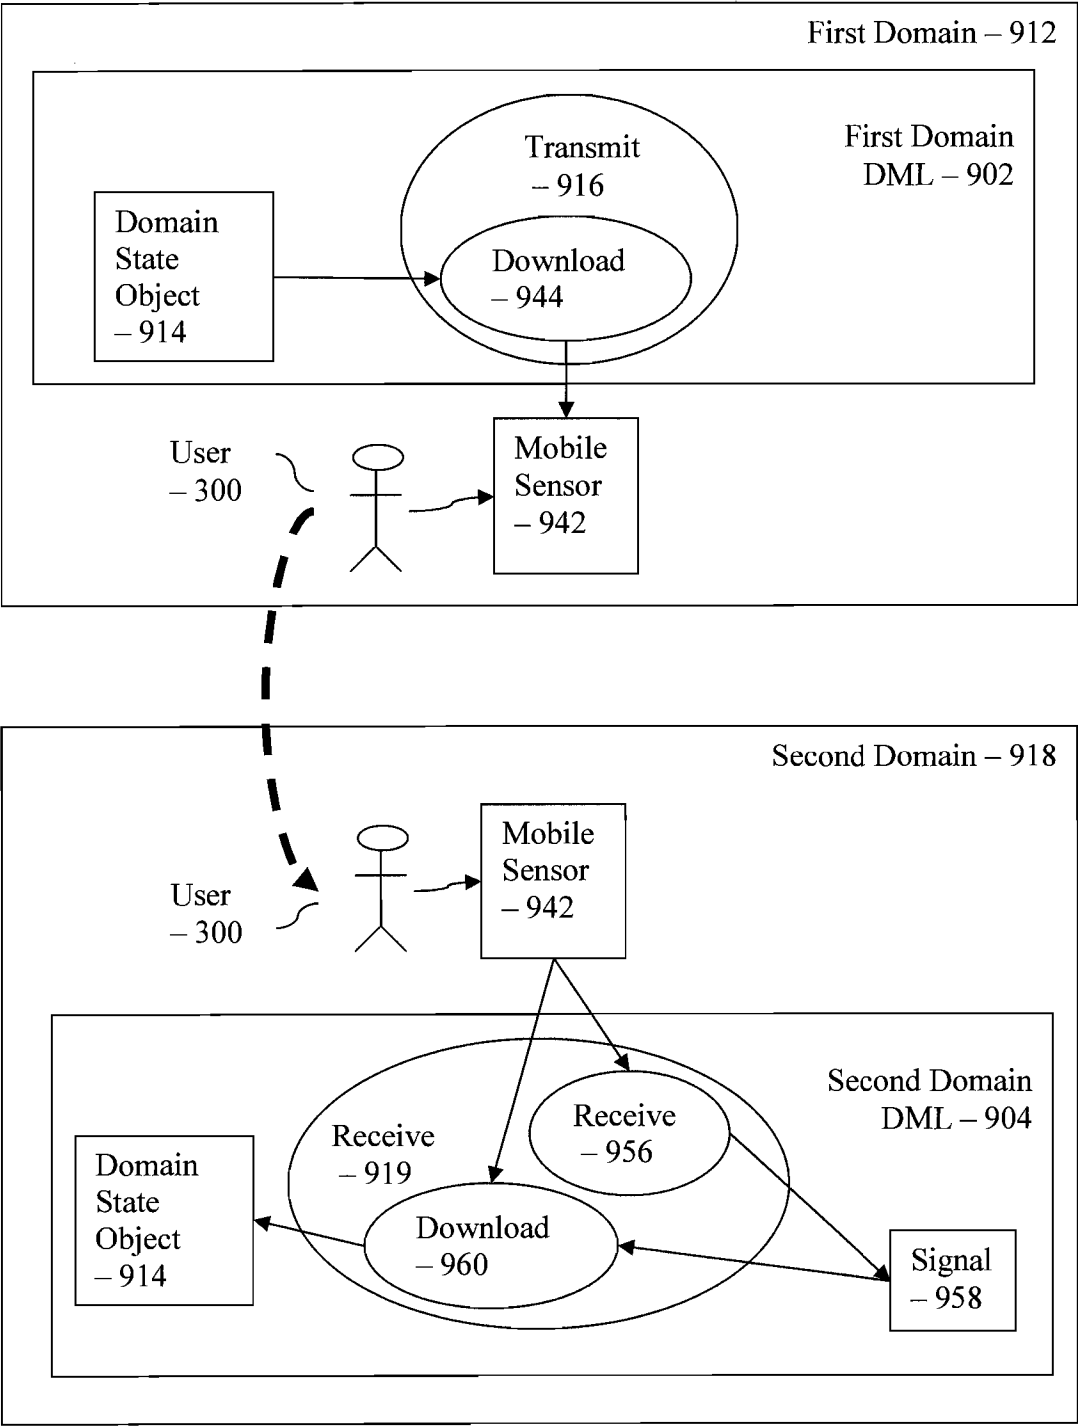 First Domain – 912
First Domain
DML – 902
Transmit
– 916
Download
– 944
Domain
State
Object
– 914
User
– 300
Mobile
Sensor
– 942
Second Domain – 918
Mobile
Sensor
– 942
User
– 300
Second Domain
DML – 904
Receive
– 956
Receive
– 919
Domain
State
Object
– 914
Download
– 960
Signal
– 958